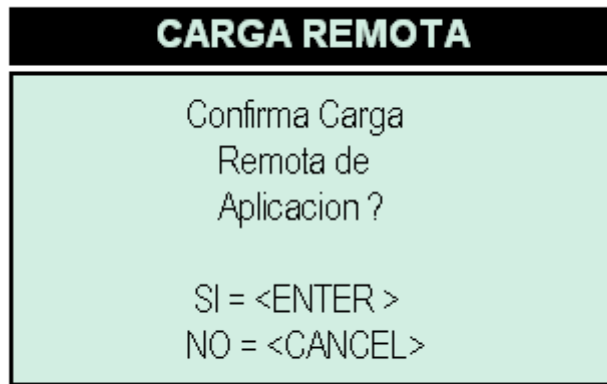 CARGA REMOTA
Confirma Carga
Remota de
Aplicacion ?
SI = <ENTER >
NO = <CANCEL>